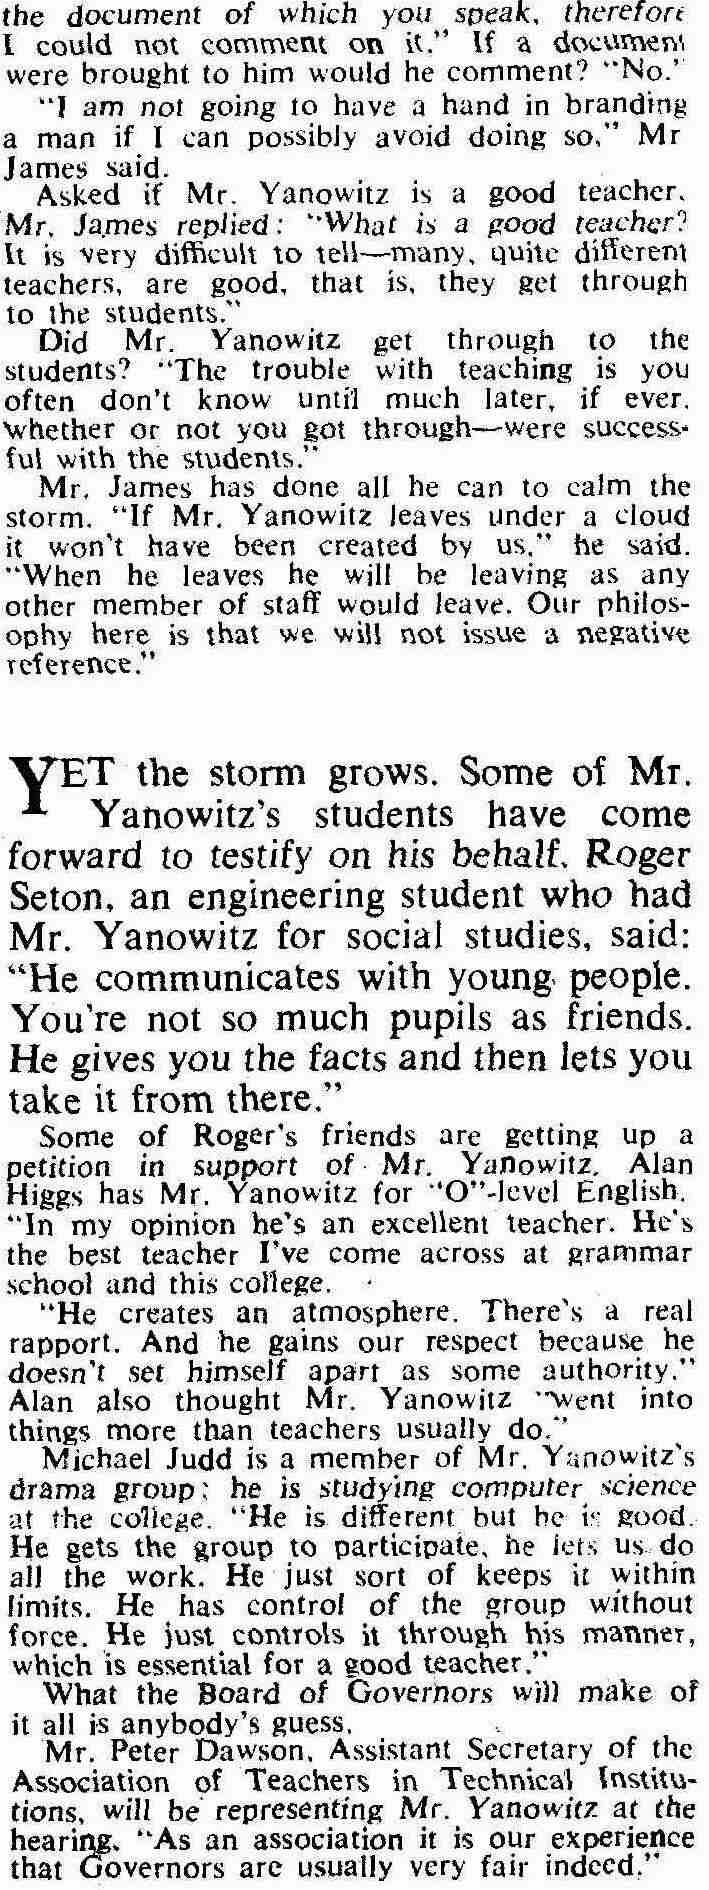 the document of which you speak, therefore
I could not comment on it." If a document
were brought to him would he comment? "No."
"I am not going to have a hand in branding
a man if I can possibly avoid doing so," Mr
James said.
Asked if Mr. Yanowitz is a good teacher,
Mr. James replied: "What is a good teacher?
It is very difficult to tell—many, quite different
teachers, are good, that is, they get through
to the students."
Did Mr. Yanowitz get through to the
students? "The trouble with teaching is you
often don't know until much later, if ever,
whether or not you got through—were success-
ful with the students."
Mr. James has done all he can to calm the
storm. "If Mr. Yanowitz leaves under a cloud
it won't have been created by us," he said.
"When he leaves he will be leaving as any
other member of staff would leave. Our philos-
ophy here is that we will not issue a negative
reference."
YET the storm grows. Some of Mr.
Yanowitz's students have come
forward to testify on his behalf. Roger
Seton, an engineering student who had
Mr. Yanowitz for social studies, said:
"He communicates with young people.
You're not so much pupils as friends.
He gives you the facts and then lets you
take it from there."
Some of Roger's friends are getting up a
petition in support of Mr. Yanowitz. Alan
Higgs has Mr. Yanowitz for "O"-level English.
"In my opinion he's an excellent teacher. He's
the best teacher I've come across at grammar
school and this college.
"He creates an atmosphere. There's a real
rapport. And he gains our respect because he
doesn't set himself apart as some authority."
Alan also thought Mr. Yanowitz "went into
things more than teachers usually do."
Michael Judd is a member of Mr. Yanowitz's
drama group; he is studying computer science
at the college. "He is different but he is good.
He gets the group to participate, he lets us do
all the work. He just sort of keeps it within
limits. He has control of the group without
force. He just controls it through his manner,
which is essential for a good teacher."
What the Board of Governors will make of
it all is anybody's guess.
Mr. Peter Dawson, Assistant Secretary of the
Association of Teachers in Technical Institu-
tions, will be representing Mr. Yanowitz at the
hearing. "As an association it is our experience
that Governors are usually very fair indeed."